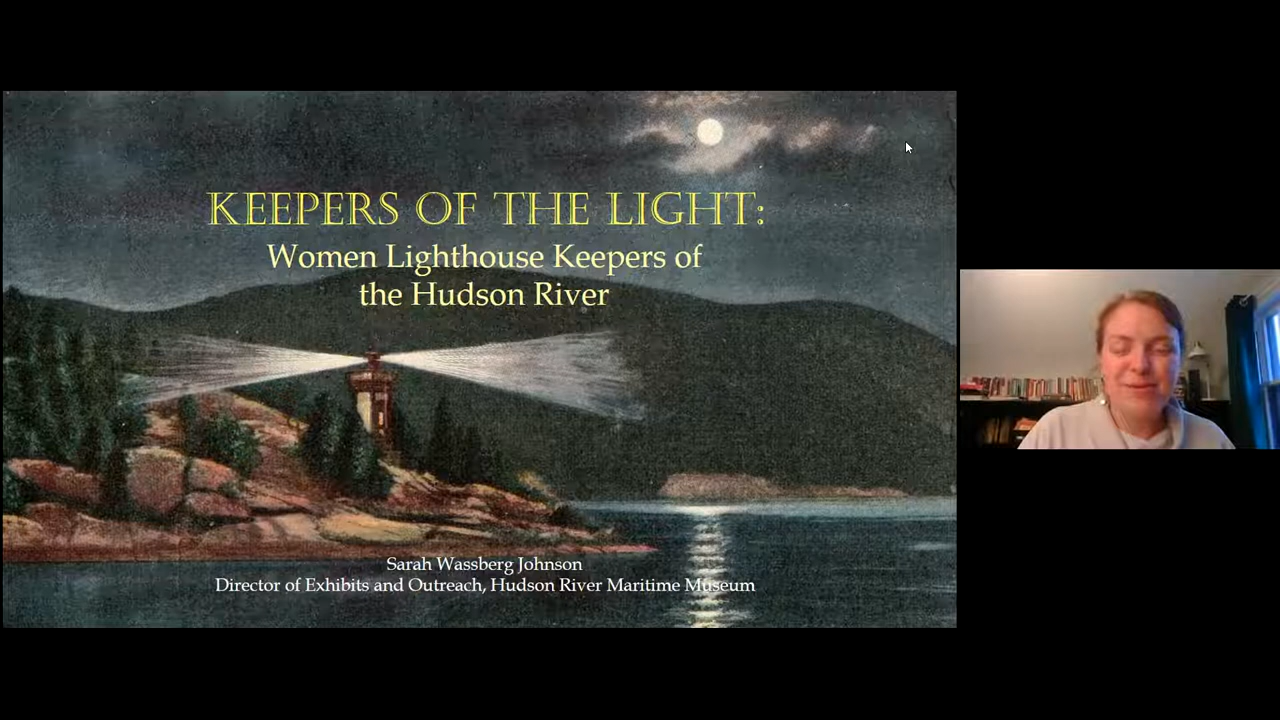 KEEPERS OF THE LIGHT:
Women Lighthouse Keepers of
the Hudson River
Sarah Wassberg Johnson
Director of Exhibits and Outreach, Hudson River Maritime Museum